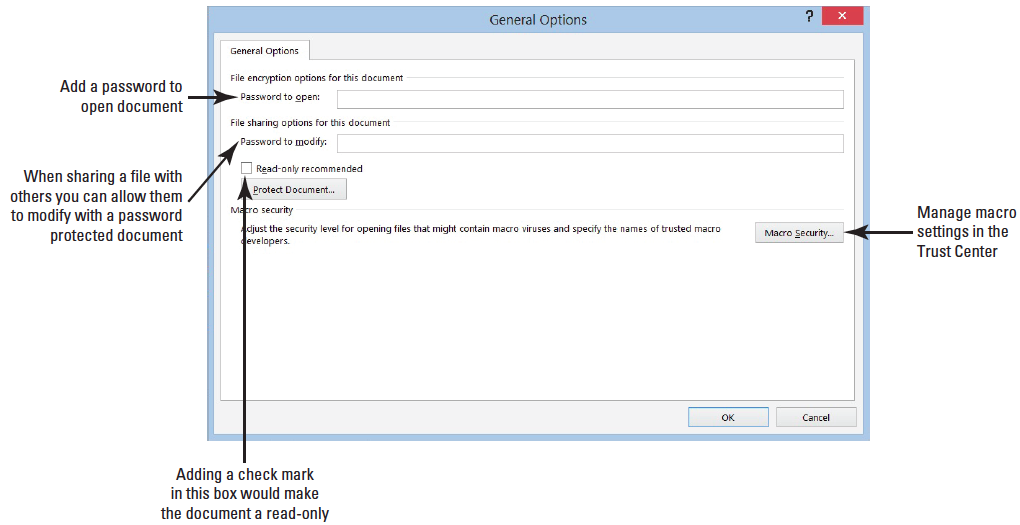 General Options
?
General Options
File encryption options for this document
Add a password to
open document
Password to open:
File sharing options for this document
Password to modify:
When sharing a file with
others you can allow them
to modify with a password
protected document
Read-only recommended
Protect Document...
Macro security
Adjust the security level for opening files that might contain macro viruses and specify the names of trusted macro
developers.
Macro Security...
Manage macro
settings in the
Trust Center
OK
Cancel
Adding a check mark
in this box would make
the document a read-only